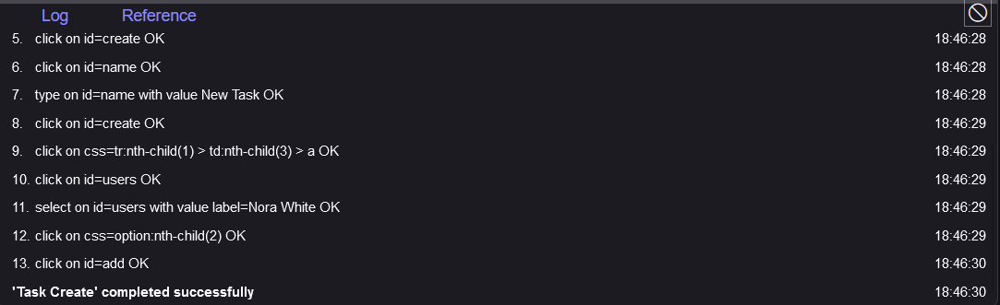 Log Reference
5. click on id=create OK 18:46:28
6. click on id=name OK 18:46:28
7. type on id=name with value New Task OK 18:46:28
8. click on id=create OK 18:46:29
9. click on css=tr:nth-child(1) > td:nth-child(3) > a OK 18:46:29
10. click on id=users OK 18:46:29
11. select on id=users with value label=Nora White OK 18:46:29
12. click on css=option:nth-child(2) OK 18:46:29
13. click on id=add OK 18:46:30
'Task Create' completed successfully 18:46:30